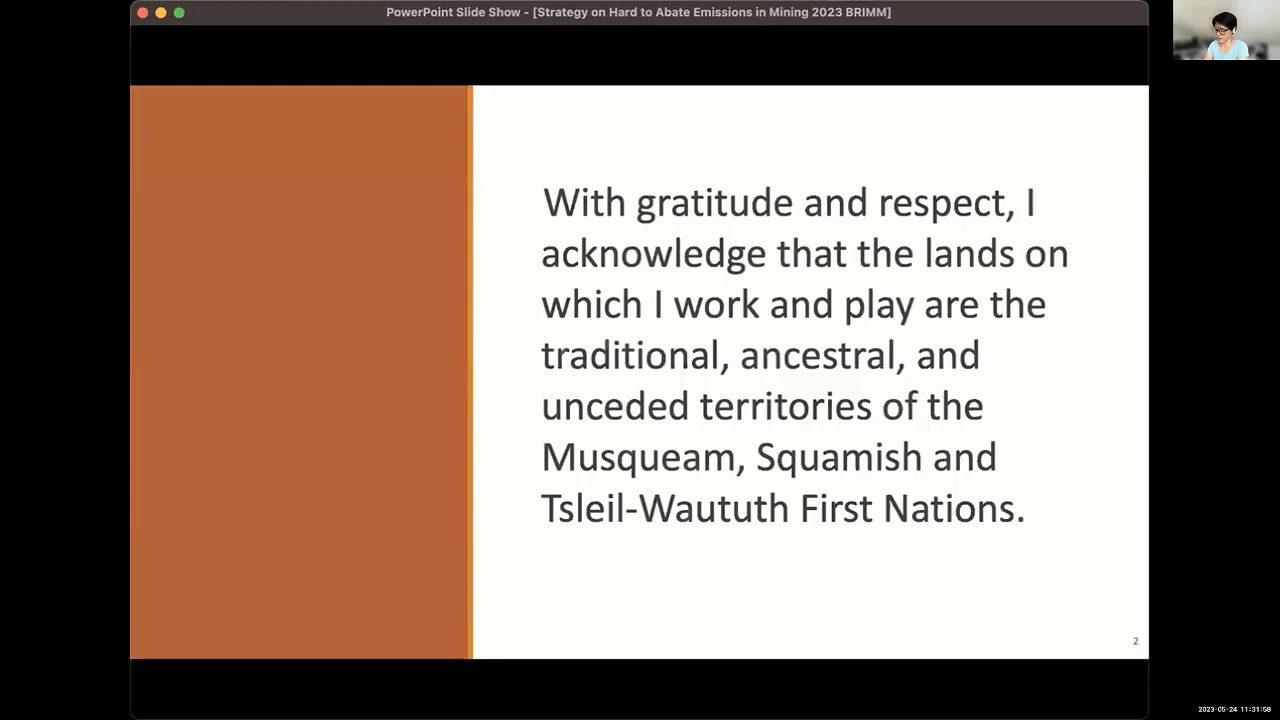 PowerPoint Slide Show - [Strategy on Hard to Abate Emissions in Mining 2023 BRIMM]
With gratitude and respect, I
acknowledge that the lands on
which I work and play are the
traditional, ancestral, and
unceded territories of the
Musqueam, Squamish and
Tsleil-Waututh First Nations.
2
2023-05-24 11:31:58